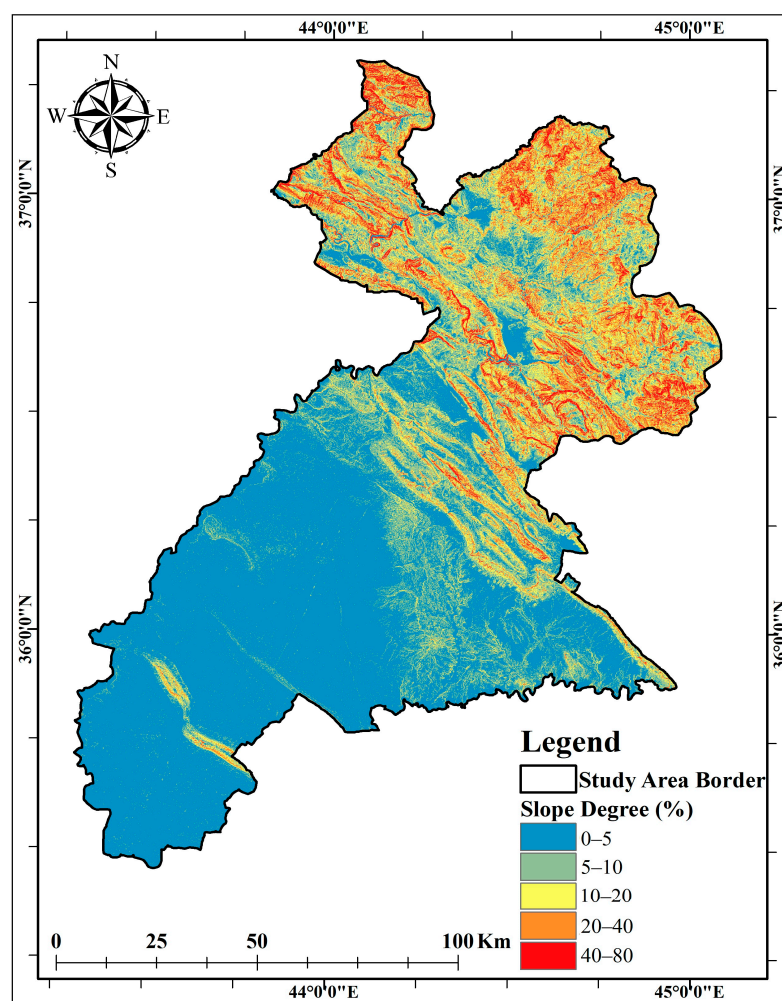 44°0'0"E 45°0'0"E
N
W E
S
37°0'0"N 37°0'0"N
36°0'0"N 36°0'0"N
Legend
Study Area Border
Slope Degree (%)
0–5
5–10
10–20
20–40
40–80
0 25 50 100 Km
44°0'0"E 45°0'0"E